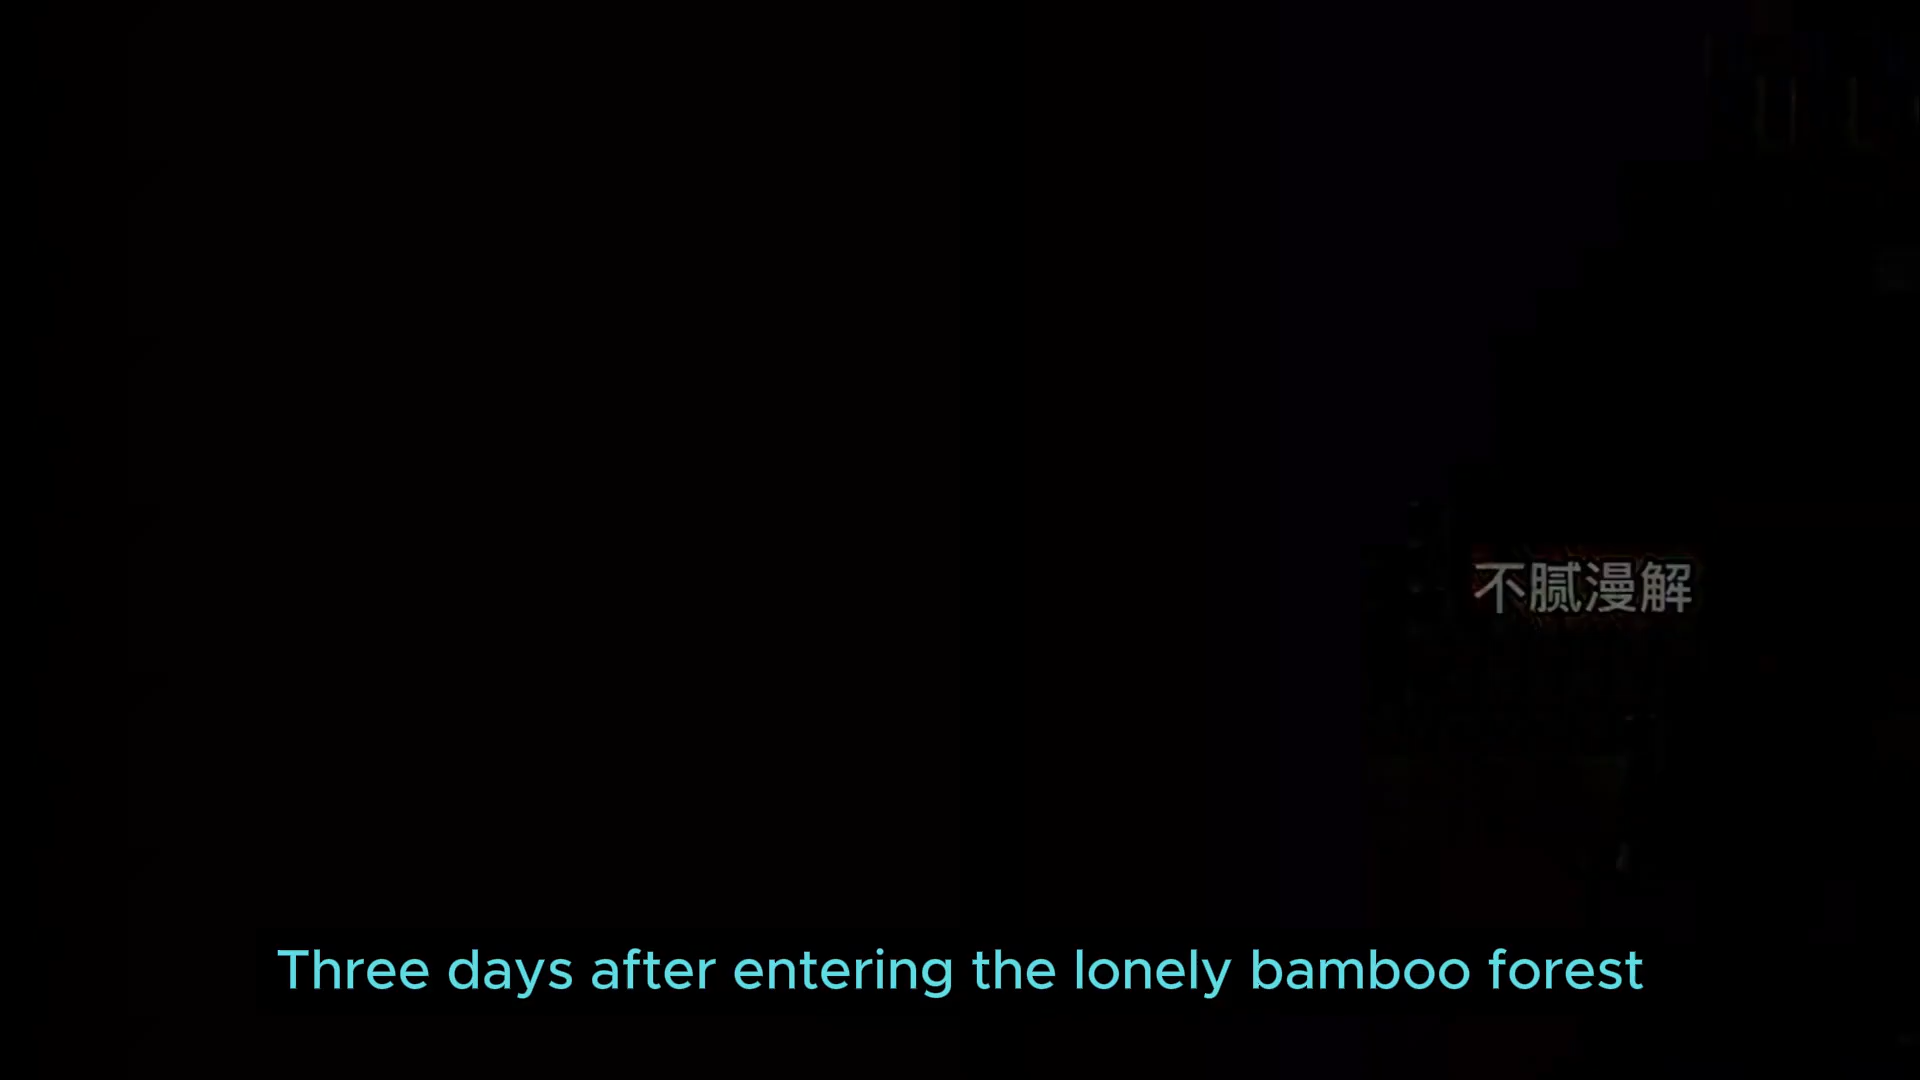 不腻漫解
Three days after entering the lonely bamboo forest